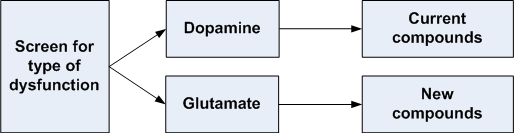 Screen for
type of
dysfunction
Dopamine
Current
compounds
Glutamate
New
compounds